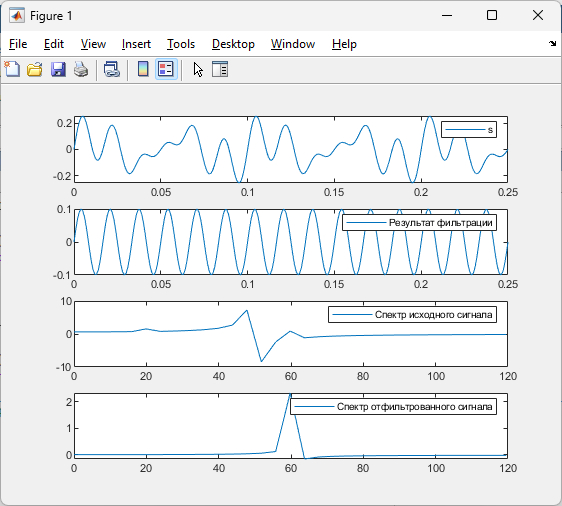 Figure 1
File Edit View Insert Tools Desktop Window Help
0.2
0
-0.2
s
0 0.05 0.1 0.15 0.2 0.25
0.1
0
-0.1
Результат фильтрации
0 0.05 0.1 0.15 0.2 0.25
10
0
-10
Спектр исходного сигнала
0 20 40 60 80 100 120
2
1
0
Спектр отфильтрованного сигнала
0 20 40 60 80 100 120